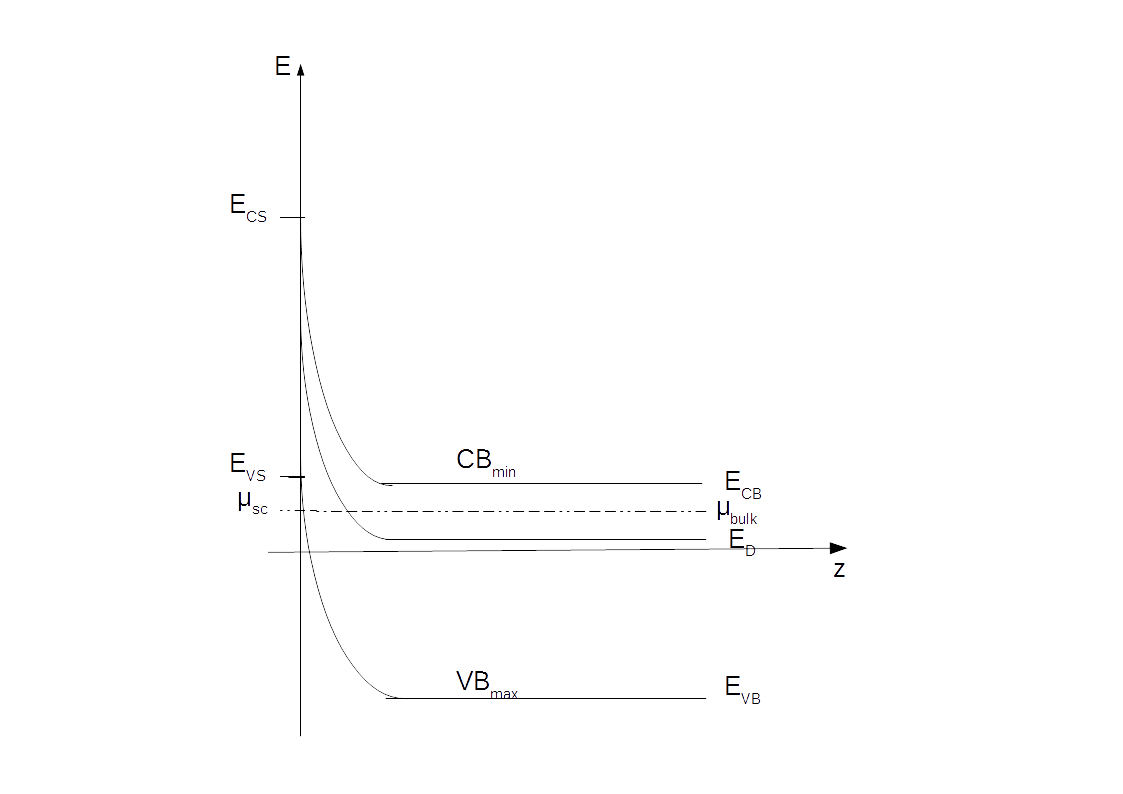 E
E_CS
E_VS
μ_sc
CB_min
E_CB
μ_bulk
E_D
z
VB_max
E_VB